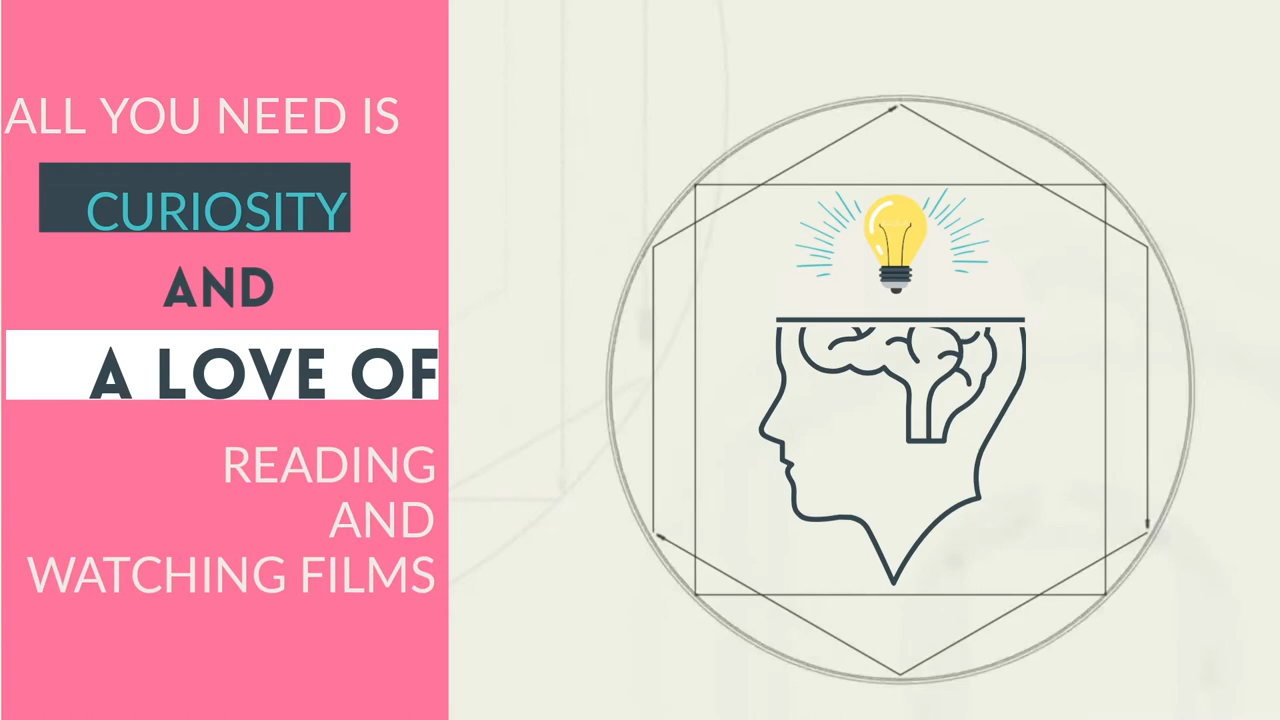 ALL YOU NEED IS
CURIOSITY
AND
A LOVE OF
READING
AND
WATCHING FILMS